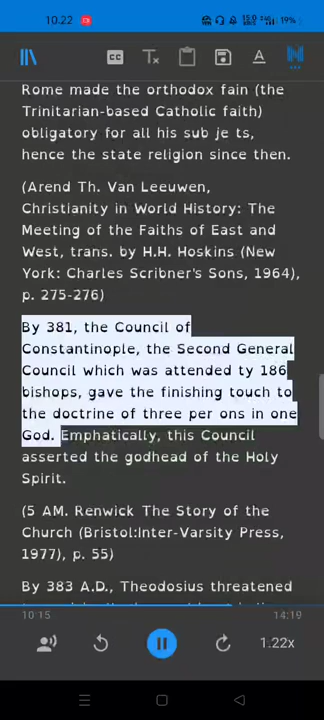 10.22
19%
CC
Rome made the orthodox fain (the
Trinitarian-based Catholic faith)
obligatory for all his sub je ts,
hence the state religion since then.
(Arend Th. Van Leeuwen,
Christianity in World History: The
Meeting of the Faiths of East and
West, trans. by H.H. Hoskins (New
York: Charles Scribner's Sons, 1964),
p. 275-276)
By 381, the Council of
Constantinople, the Second General
Council which was attended ty 186
bishops, gave the finishing touch to
the doctrine of three per ons in one
God. Emphatically, this Council
asserted the godhead of the Holy
Spirit.
(5 AM. Renwick The Story of the
Church (Bristol:Inter-Varsity Press,
1977), p. 55)
By 383 A.D., Theodosius threatened
10:15
14:19
1.22x